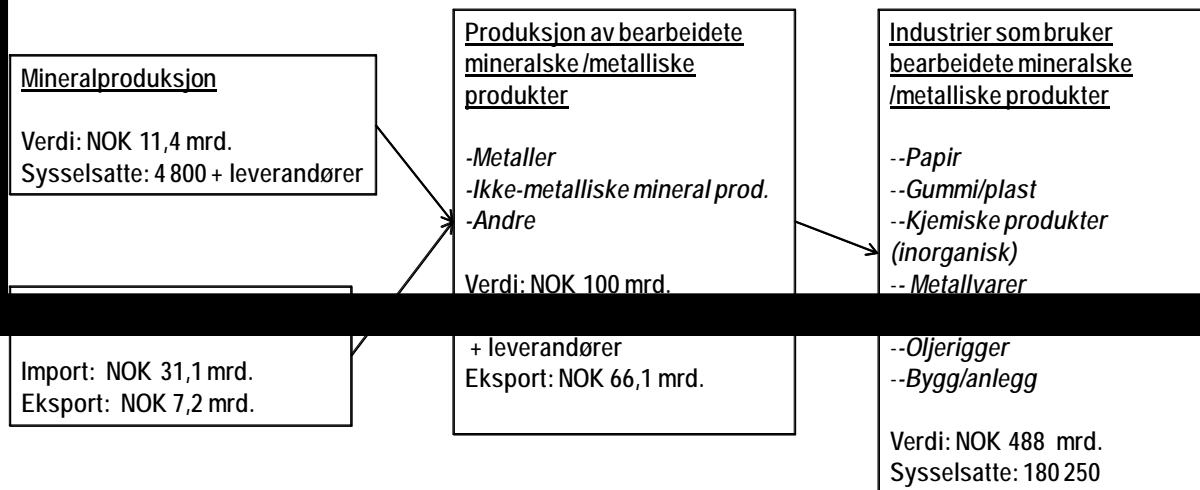 Mineralproduksjon
Verdi: NOK 11,4 mrd.
Sysselsatte: 4 800 + leverandører
Import: NOK 31,1 mrd.
Eksport: NOK 7,2 mrd.
Produksjon av bearbeidete
mineralske /metalliske
produkter
-Metaller
-Ikke-metalliske mineral prod.
-Andre
Verdi: NOK 100 mrd.
+ leverandører
Eksport: NOK 66,1 mrd.
Industrier som bruker
bearbeidete mineralske
/metalliske produkter
--Papir
--Gummi/plast
--Kjemiske produkter
(inorganisk)
-- Metallvarer
--Oljerigger
--Bygg/anlegg
Verdi: NOK 488 mrd.
Sysselsatte: 180 250